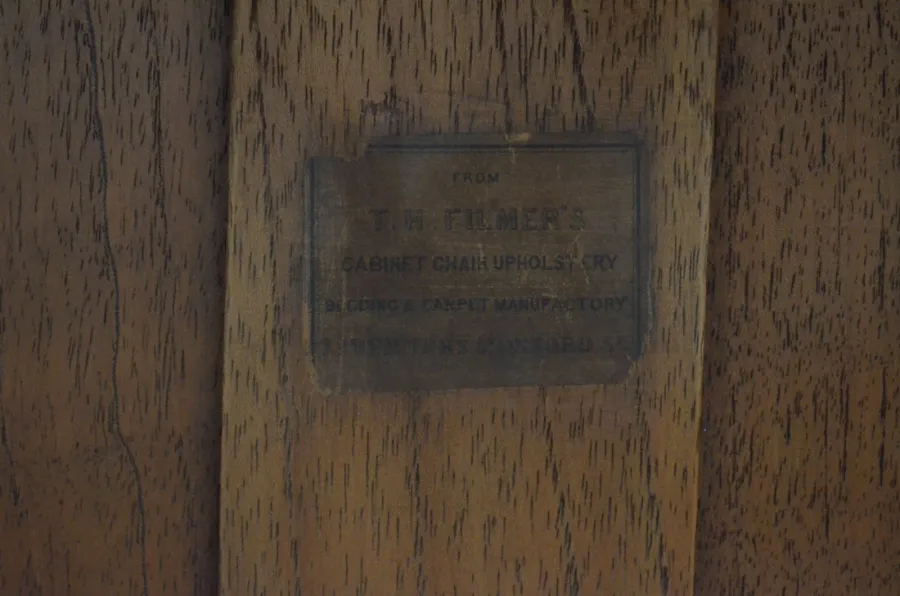 FROM
T. H. FILMER'S
CABINET CHAIR UPHOLSTERY
BEDDING & CARPET MANUFACTORY